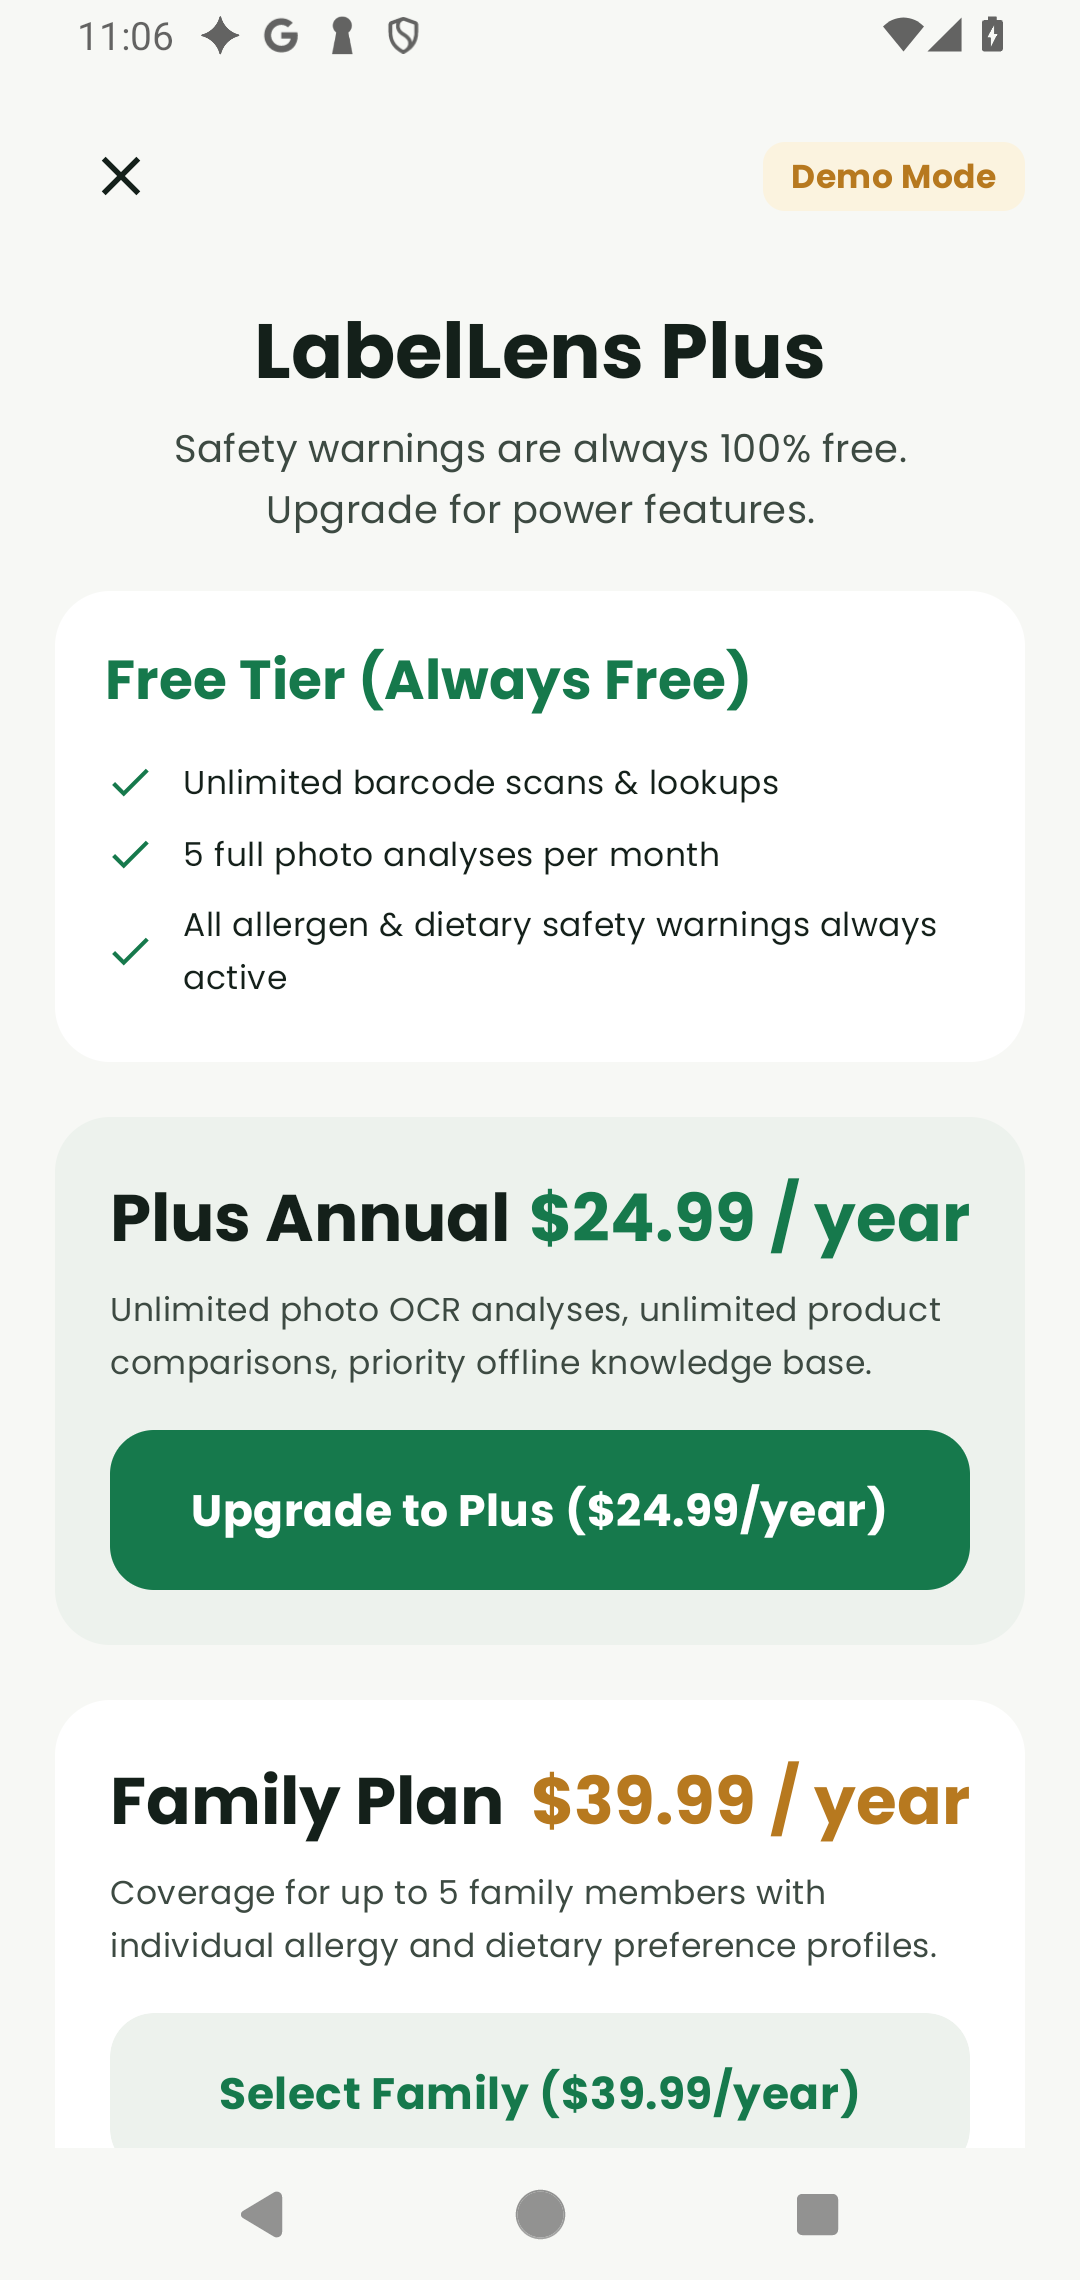 11:06
Demo Mode
LabelLens Plus
Safety warnings are always 100% free.
Upgrade for power features.
Free Tier (Always Free)
Unlimited barcode scans & lookups
5 full photo analyses per month
All allergen & dietary safety warnings always
active
Plus Annual $24.99 / year
Unlimited photo OCR analyses, unlimited product
comparisons, priority offline knowledge base.
Upgrade to Plus ($24.99/year)
Family Plan $39.99 / year
Coverage for up to 5 family members with
individual allergy and dietary preference profiles.
Select Family ($39.99/year)